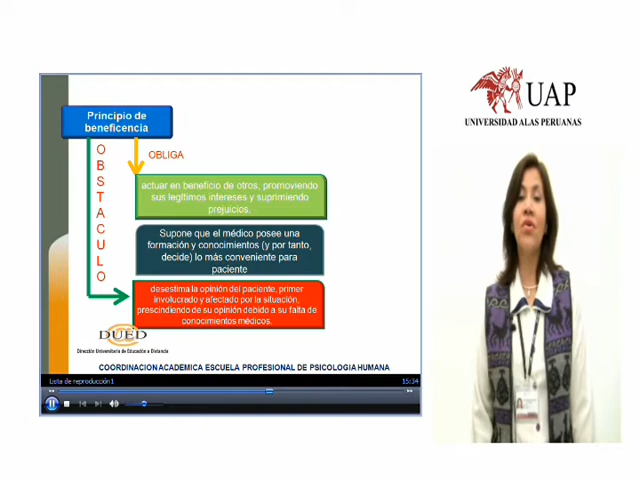 UAP
UNIVERSIDAD ALAS PERUANAS
Principio de
beneficencia
OBSTACULO
OBLIGA
actuar en beneficio de otros, promoviendo
sus legítimos intereses y suprimiendo
prejuicios.
Supone que el médico posee una
formación y conocimientos (y por tanto,
decide) lo más conveniente para
paciente
desestima la opinión del paciente, primer
involucrado y afectado por la situación,
prescindiendo de su opinión debido a su falta de
conocimientos médicos.
DUED
Dirección Universitaria de Educación a Distancia
COORDINACION ACADEMICA ESCUELA PROFESIONAL DE PSICOLOGIA HUMANA
Lista de reproducción1
15:34